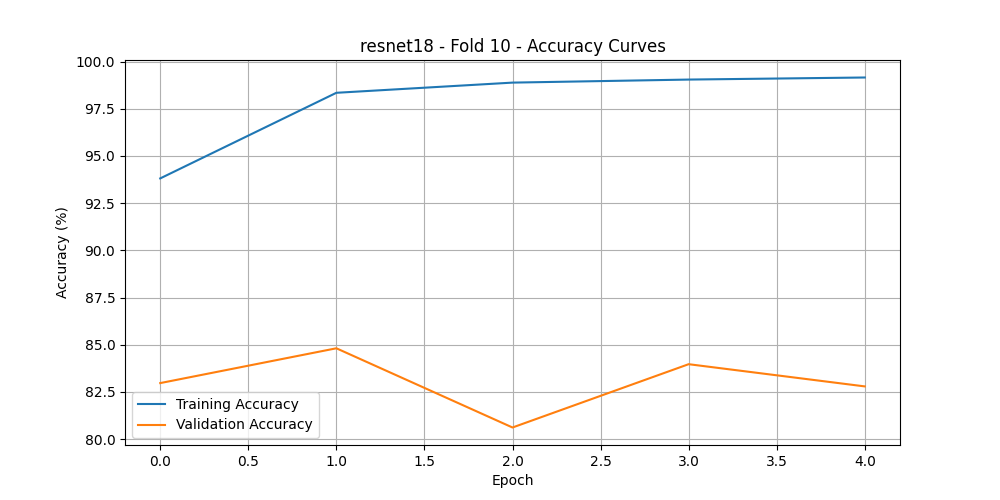 resnet18 - Fold 10 - Accuracy Curves
100.0
97.5
95.0
92.5
90.0
87.5
85.0
82.5
80.0
Accuracy (%)
Training Accuracy
Validation Accuracy
0.0 0.5 1.0 1.5 2.0 2.5 3.0 3.5 4.0
Epoch